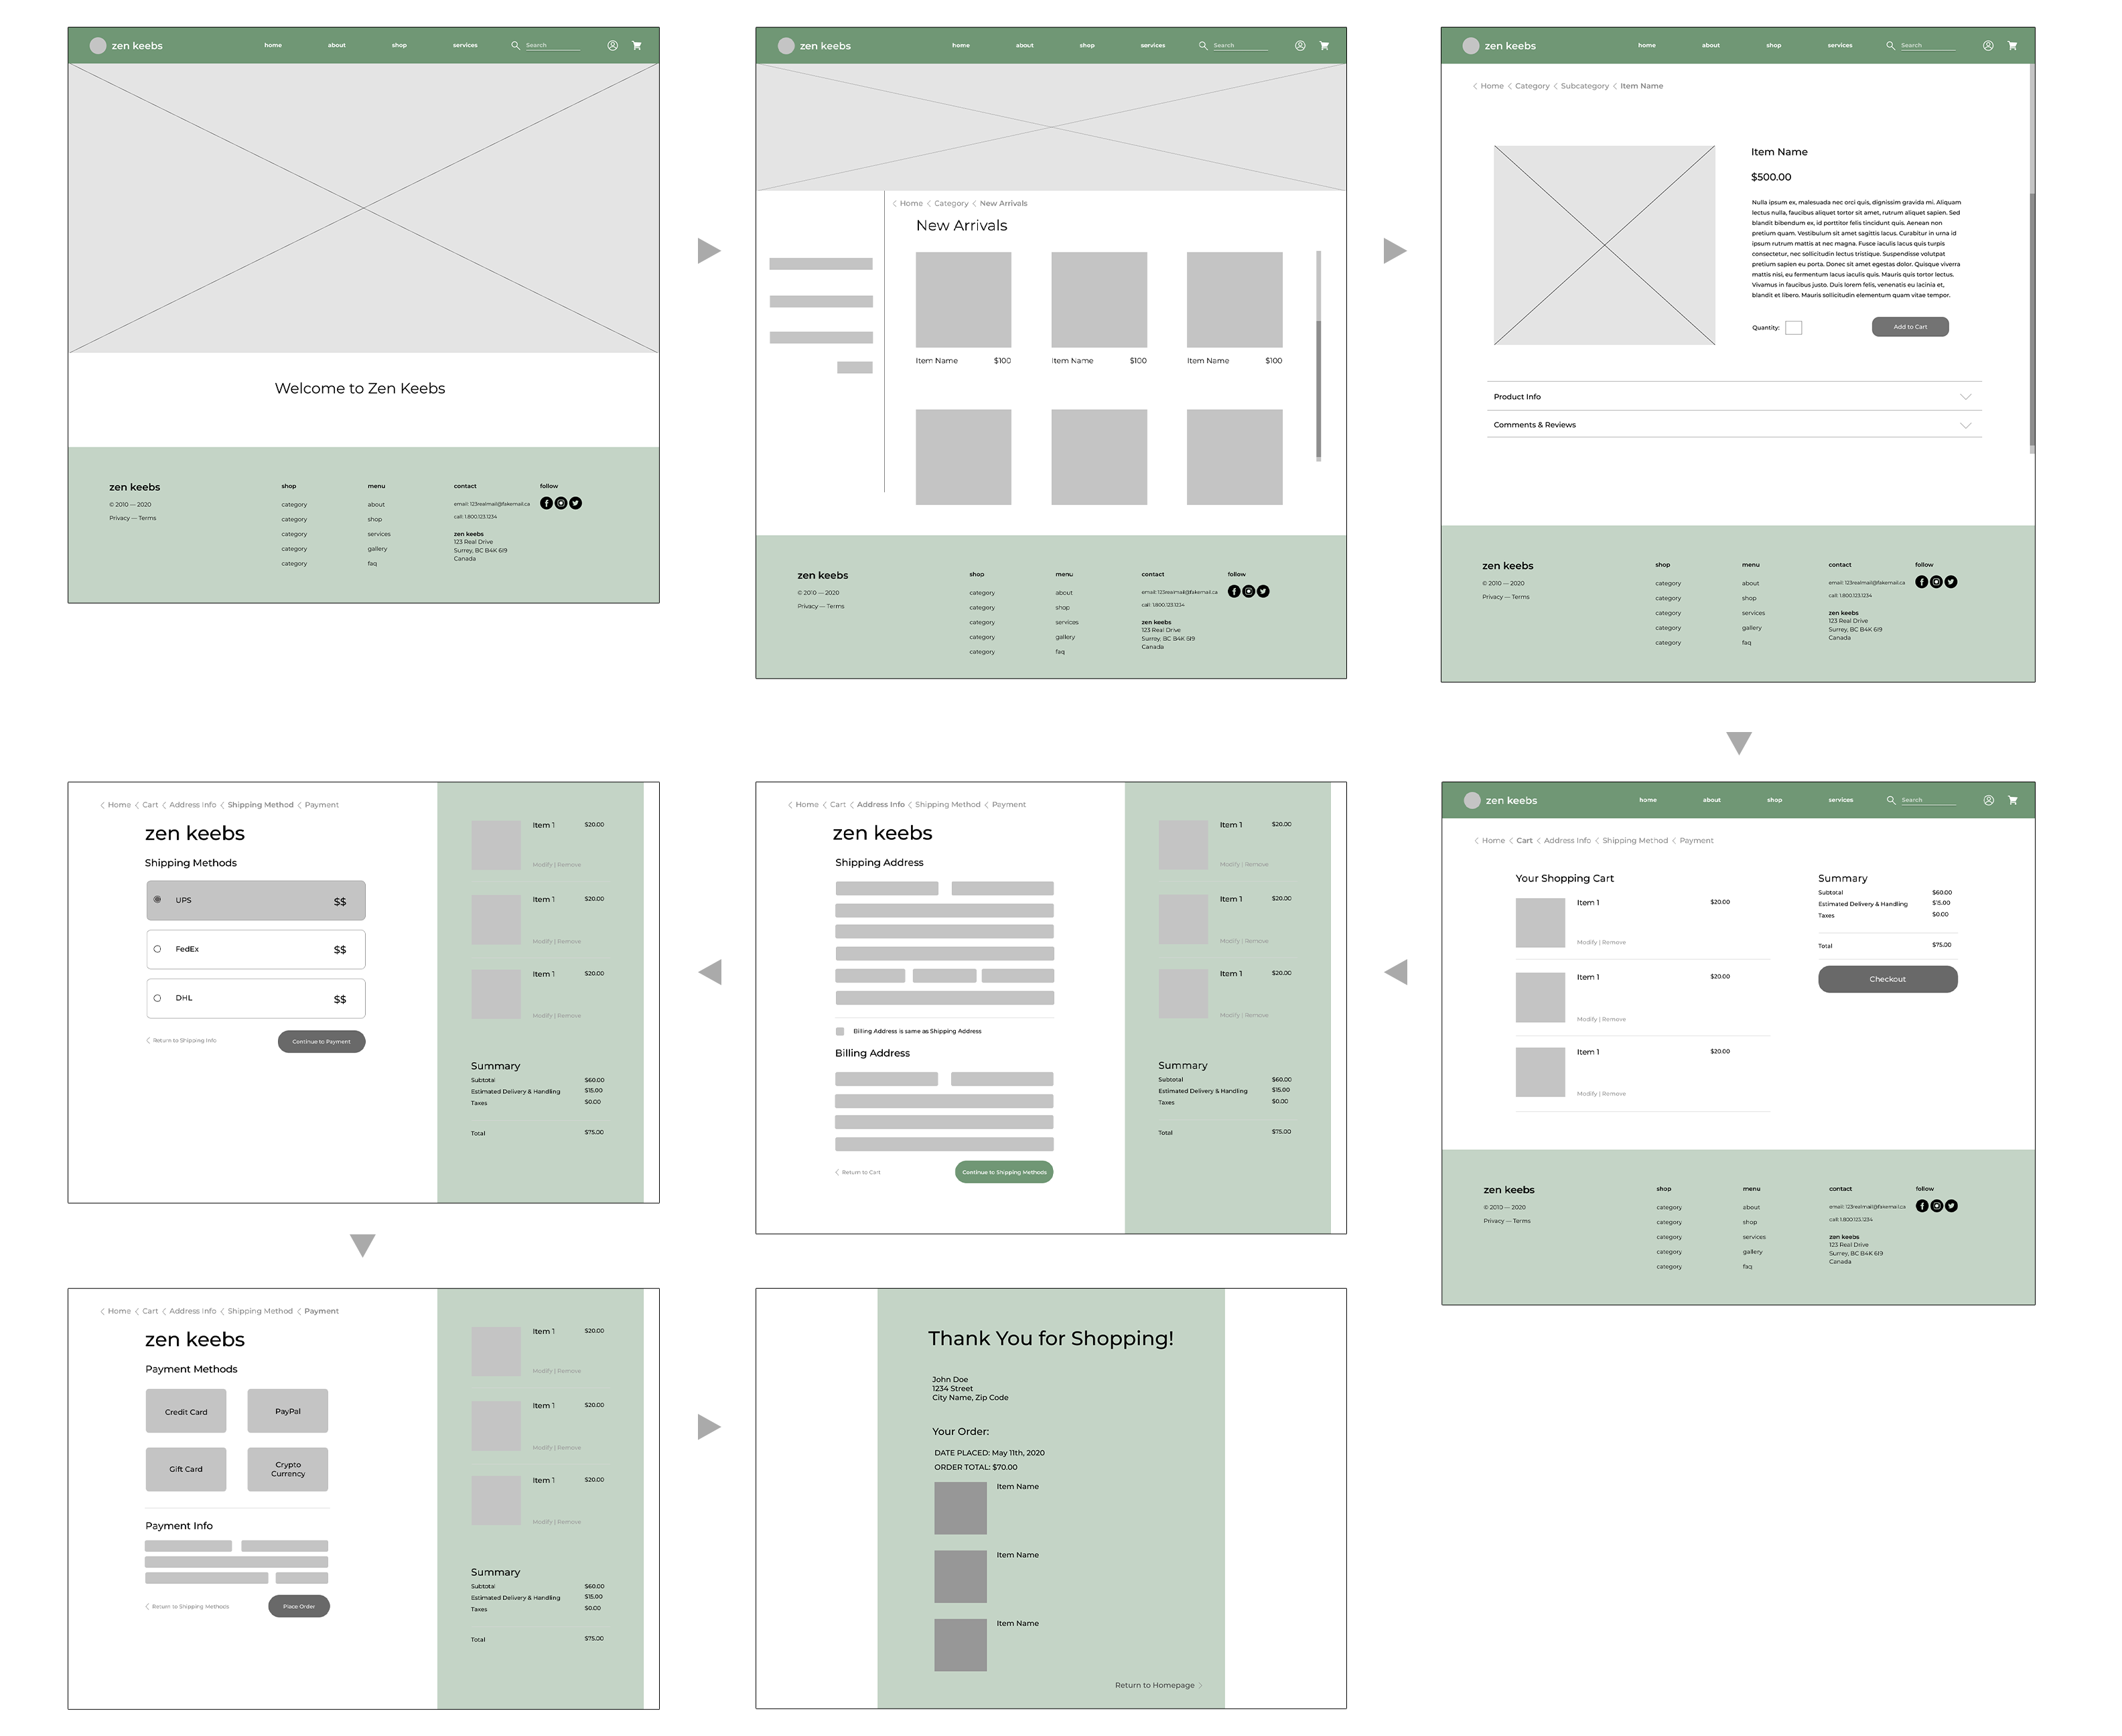 zen keebs
home about shop services Search
Welcome to Zen Keebs
zen keebs
© 2010 — 2020
Privacy — Terms
shop
category
category
category
category
category
menu
about
shop
services
gallery
faq
contact
email: 123realmail@fakemail.ca
call: 1.800.123.1234
zen keebs
123 Real Drive
Surrey, BC B4K 6I9
Canada
follow
zen keebs
home about shop services Search
Home Category New Arrivals
New Arrivals
Item Name $100 Item Name $100 Item Name $100
zen keebs
© 2010 — 2020
Privacy — Terms
shop
category
category
category
category
category
menu
about
shop
services
gallery
faq
contact
email: 123realmail@fakemail.ca
call: 1.800.123.1234
zen keebs
123 Real Drive
Surrey, BC B4K 6I9
Canada
follow
zen keebs
home about shop services Search
Home Category Subcategory Item Name
Item Name
$500.00
Nulla ipsum ex, malesuada nec orci quis, dignissim gravida mi. Aliquam
lectus nulla, faucibus aliquet tortor sit amet, rutrum aliquet sapien. Sed
blandit bibendum ex, id porttitor felis tincidunt quis. Aenean non
pretium quam. Vestibulum sit amet sagittis lacus. Curabitur in urna id
ipsum rutrum mattis at nec magna. Fusce iaculis lacus quis turpis
consectetur, nec sollicitudin lectus tristique. Suspendisse volutpat
pretium sapien eu porta. Donec sit amet egestas dolor. Quisque viverra
mattis nisi, eu fermentum lacus iaculis quis. Mauris quis tortor lectus.
Vivamus in faucibus justo. Duis lorem felis, venenatis eu lacinia et,
blandit et libero. Mauris sollicitudin elementum quam vitae tempor.
Quantity: Add to Cart
Product Info
Comments & Reviews
zen keebs
© 2010 — 2020
Privacy — Terms
shop
category
category
category
category
category
menu
about
shop
services
gallery
faq
contact
email: 123realmail@fakemail.ca
call: 1.800.123.1234
zen keebs
123 Real Drive
Surrey, BC B4K 6I9
Canada
follow
zen keebs
home about shop services Search
Home Cart Address Info Shipping Method Payment
Your Shopping Cart
Item 1 $20.00
Modify | Remove
Item 1 $20.00
Modify | Remove
Item 1 $20.00
Modify | Remove
Summary
Subtotal $60.00
Estimated Delivery & Handling $15.00
Taxes $0.00
Total $75.00
Checkout
zen keebs
© 2010 — 2020
Privacy — Terms
shop
category
category
category
category
category
menu
about
shop
services
gallery
faq
contact
email: 123realmail@fakemail.ca
call: 1.800.123.1234
zen keebs
123 Real Drive
Surrey, BC B4K 6I9
Canada
follow
Home Cart Address Info Shipping Method Payment
zen keebs
Shipping Address
Billing Address is same as Shipping Address
Billing Address
Return to Cart Continue to Shipping Methods
Item 1 $20.00
Modify | Remove
Item 1 $20.00
Modify | Remove
Item 1 $20.00
Modify | Remove
Summary
Subtotal $60.00
Estimated Delivery & Handling $15.00
Taxes $0.00
Total $75.00
Home Cart Address Info Shipping Method Payment
zen keebs
Shipping Methods
UPS $$
FedEx $$
DHL $$
Return to Shipping Info Continue to Payment
Item 1 $20.00
Modify | Remove
Item 1 $20.00
Modify | Remove
Item 1 $20.00
Modify | Remove
Summary
Subtotal $60.00
Estimated Delivery & Handling $15.00
Taxes $0.00
Total $75.00
Home Cart Address Info Shipping Method Payment
zen keebs
Payment Methods
Credit Card PayPal
Gift Card Crypto
Currency
Payment Info
Return to Shipping Methods Place Order
Item 1 $20.00
Modify | Remove
Item 1 $20.00
Modify | Remove
Item 1 $20.00
Modify | Remove
Summary
Subtotal $60.00
Estimated Delivery & Handling $15.00
Taxes $0.00
Total $75.00
Thank You for Shopping!
John Doe
1234 Street
City Name, Zip Code
Your Order:
DATE PLACED: May 11th, 2020
ORDER TOTAL: $70.00
Item Name
Item Name
Item Name
Return to Homepage